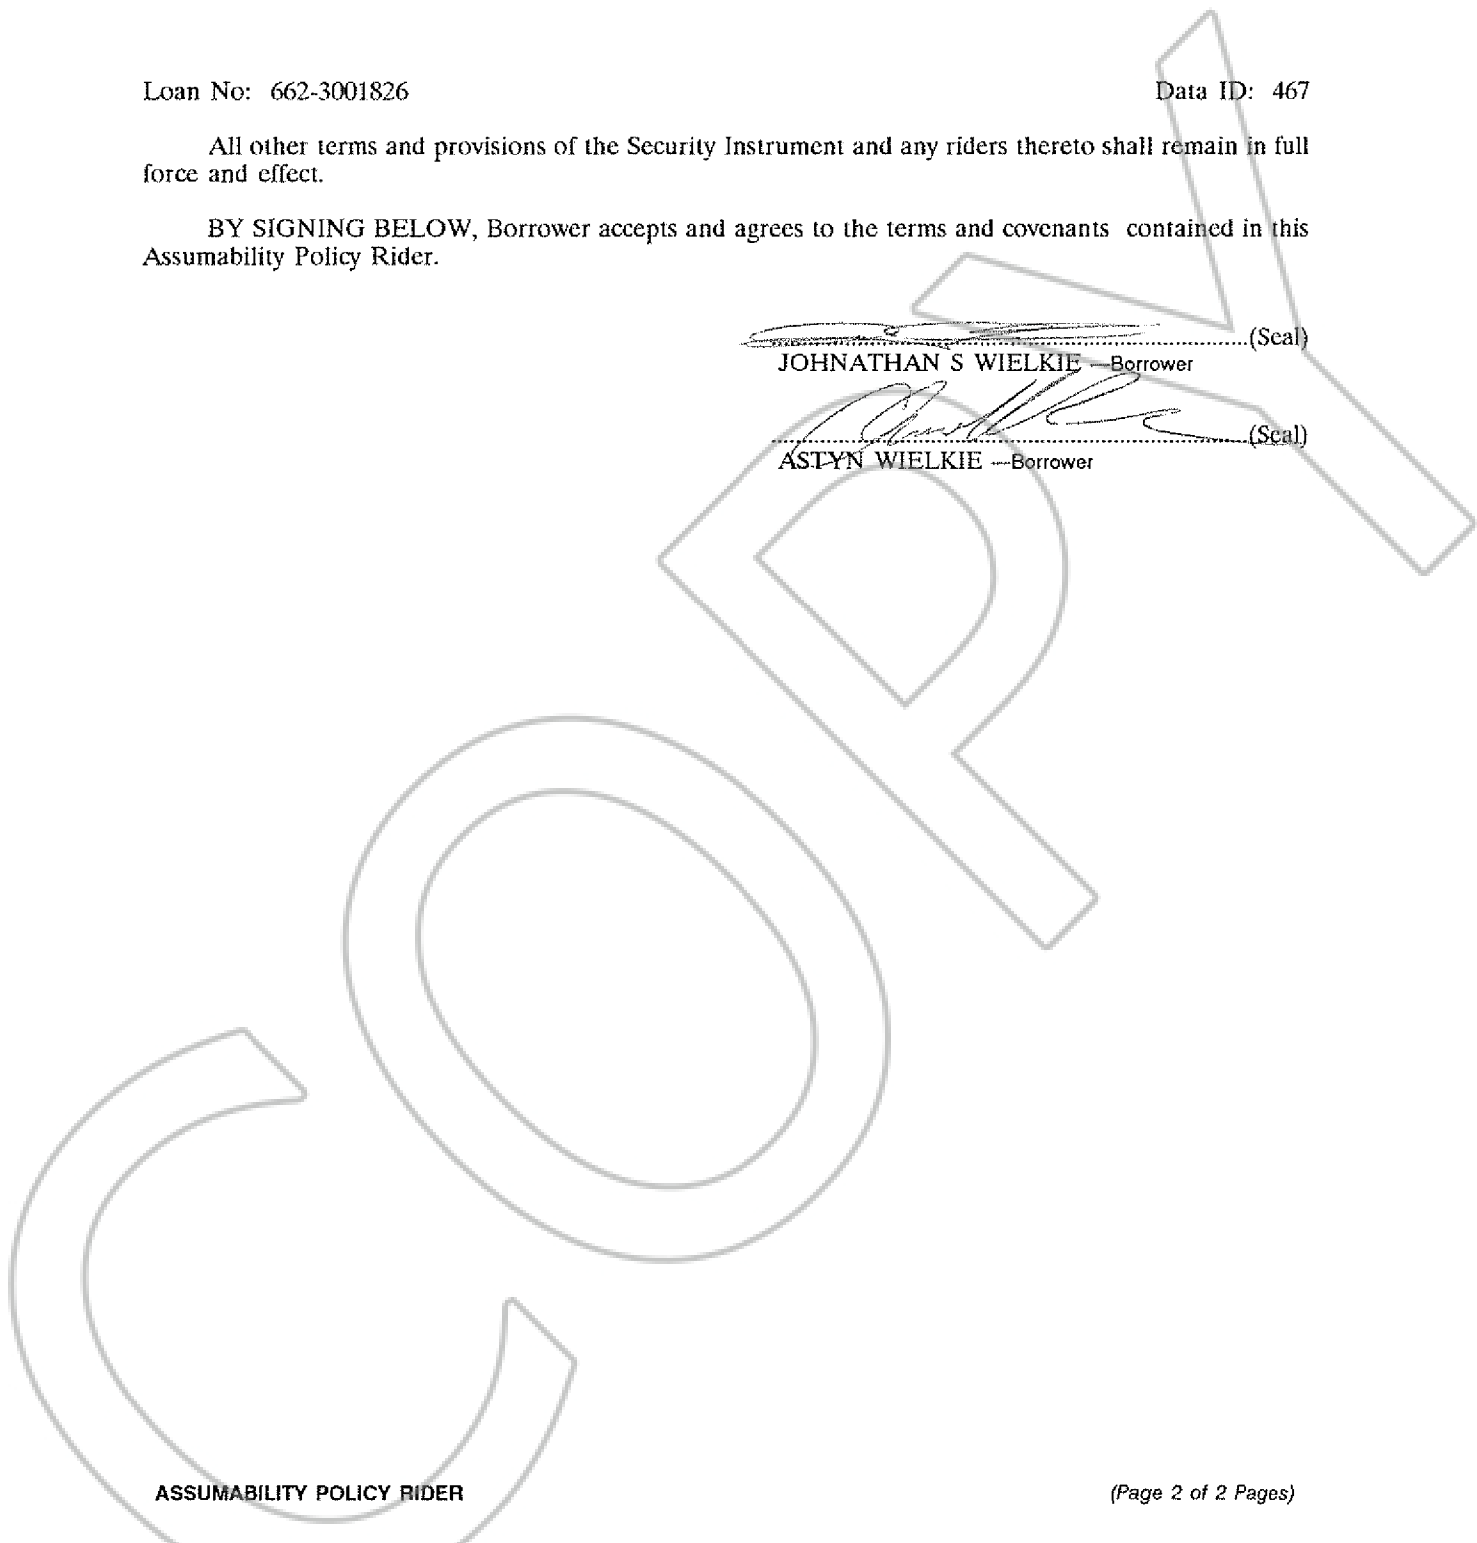 Loan No: 662-3001826 Data ID: 467
All other terms and provisions of the Security Instrument and any riders thereto shall remain in full
force and effect.
BY SIGNING BELOW, Borrower accepts and agrees to the terms and covenants contained in this
Assumability Policy Rider.
(Seal)
JOHNATHAN S WIELKIE —Borrower
(Seal)
ASTYN WIELKIE —Borrower
COPY
ASSUMABILITY POLICY RIDER (Page 2 of 2 Pages)